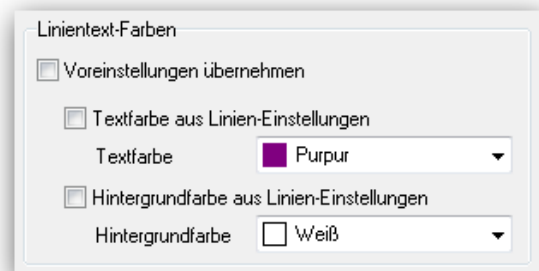 Linientext-Farben
Voreinstellungen übernehmen
Textfarbe aus Linien-Einstellungen
Textfarbe Purpur
Hintergrundfarbe aus Linien-Einstellungen
Hintergrundfarbe Weiß